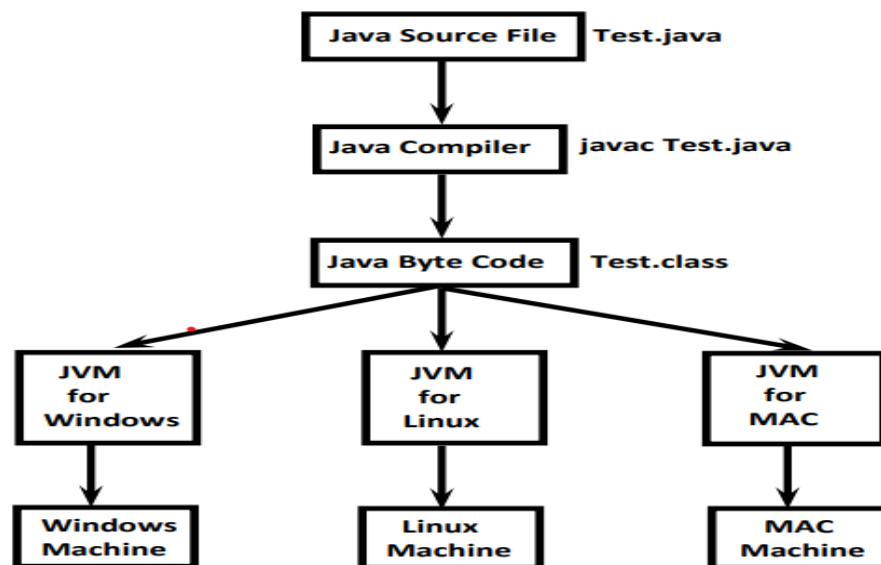 Java Source File
Test.java
Java Compiler
javac Test.java
Java Byte Code
Test.class
JVM
for
Windows
JVM
for
Linux
JVM
for
MAC
Windows
Machine
Linux
Machine
MAC
Machine